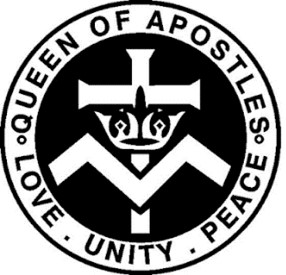 •QUEEN OF APOSTLES•
LOVE . UNITY . PEACE